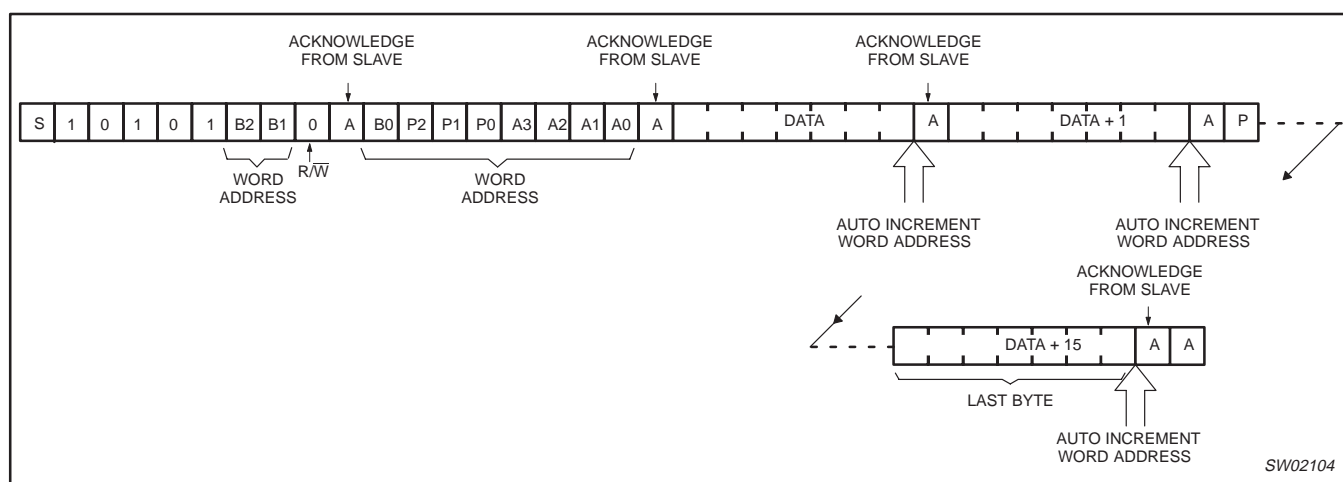 ACKNOWLEDGE
FROM SLAVE
ACKNOWLEDGE
FROM SLAVE
ACKNOWLEDGE
FROM SLAVE
S 1 0 1 0 1 B2 B1 0 A B0 P2 P1 P0 A3 A2 A1 A0 A DATA A DATA + 1 A P
WORD
ADDRESS
R/W̅
WORD
ADDRESS
AUTO INCREMENT
WORD ADDRESS
AUTO INCREMENT
WORD ADDRESS
ACKNOWLEDGE
FROM SLAVE
DATA + 15 A A
LAST BYTE
AUTO INCREMENT
WORD ADDRESS
SW02104